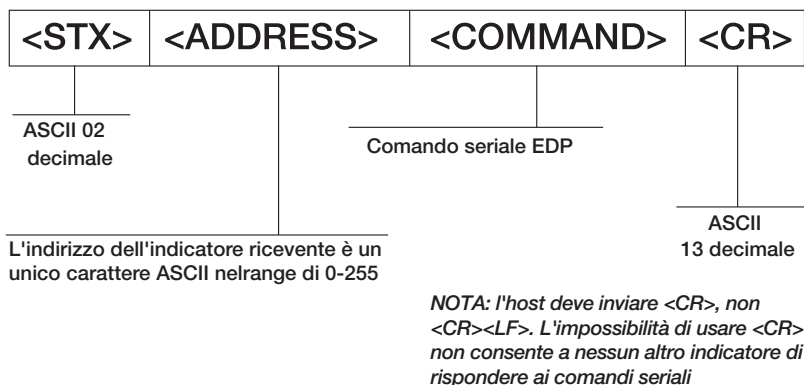 <STX> <ADDRESS> <COMMAND> <CR>
ASCII 02
decimale
Comando seriale EDP
ASCII
13 decimale
L'indirizzo dell'indicatore ricevente è un
unico carattere ASCII nelrange di 0-255
NOTA: l'host deve inviare <CR>, non
<CR><LF>. L'impossibilità di usare <CR>
non consente a nessun altro indicatore di
rispondere ai comandi seriali